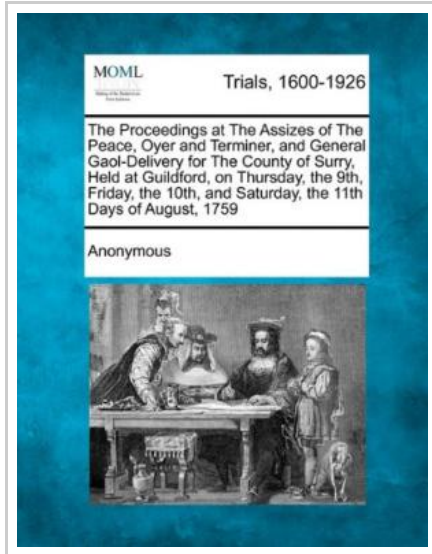 MOML
Trials, 1600-1926
The Proceedings at The Assizes of The
Peace, Oyer and Terminer, and General
Gaol-Delivery for The County of Surry,
Held at Guildford, on Thursday, the 9th,
Friday, the 10th, and Saturday, the 11th
Days of August, 1759
Anonymous